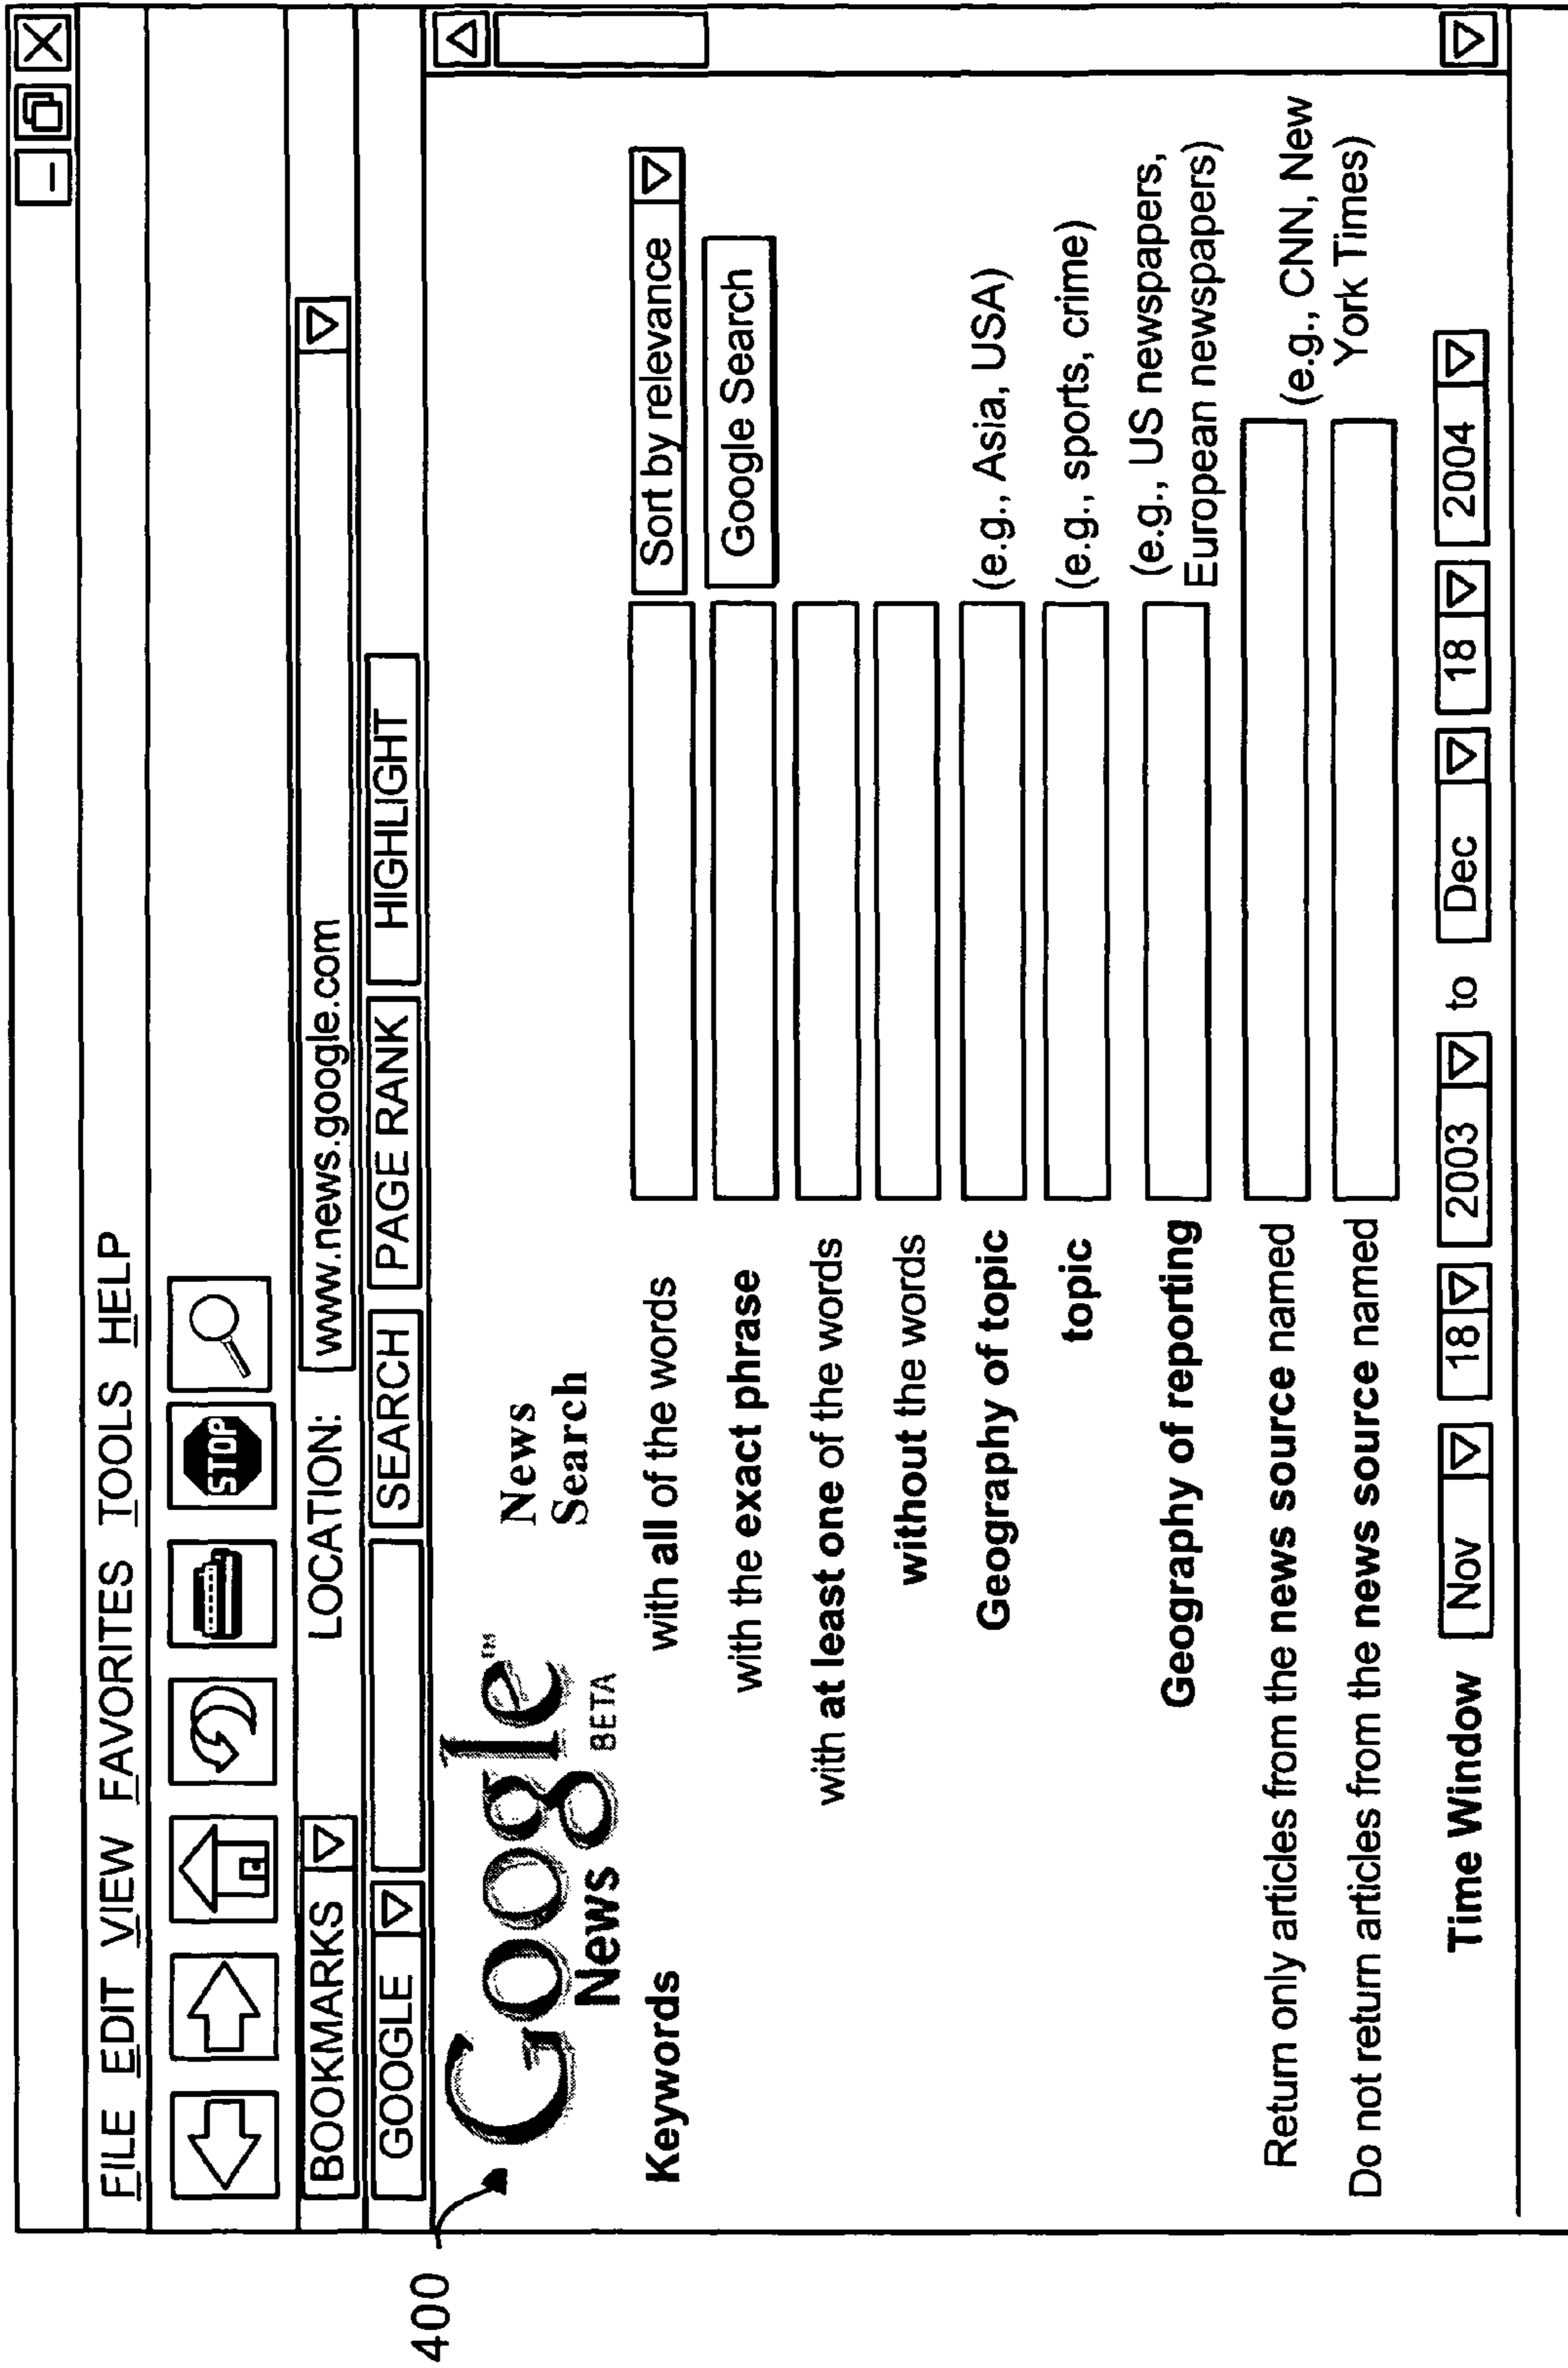 FILE EDIT VIEW FAVORITES TOOLS HELP
STOP
BOOKMARKS LOCATION: www.news.google.com
GOOGLE SEARCH PAGE RANK HIGHLIGHT
400
Google™
News BETA
News
Search
Keywords with all of the words Sort by relevance
with the exact phrase Google Search
with at least one of the words
without the words
Geography of topic (e.g., Asia, USA)
topic (e.g., sports, crime)
Geography of reporting (e.g., US newspapers,
European newspapers)
Return only articles from the news source named (e.g., CNN, New
Do not return articles from the news source named York Times)
Time Window Nov 18 2003 to Dec 18 2004